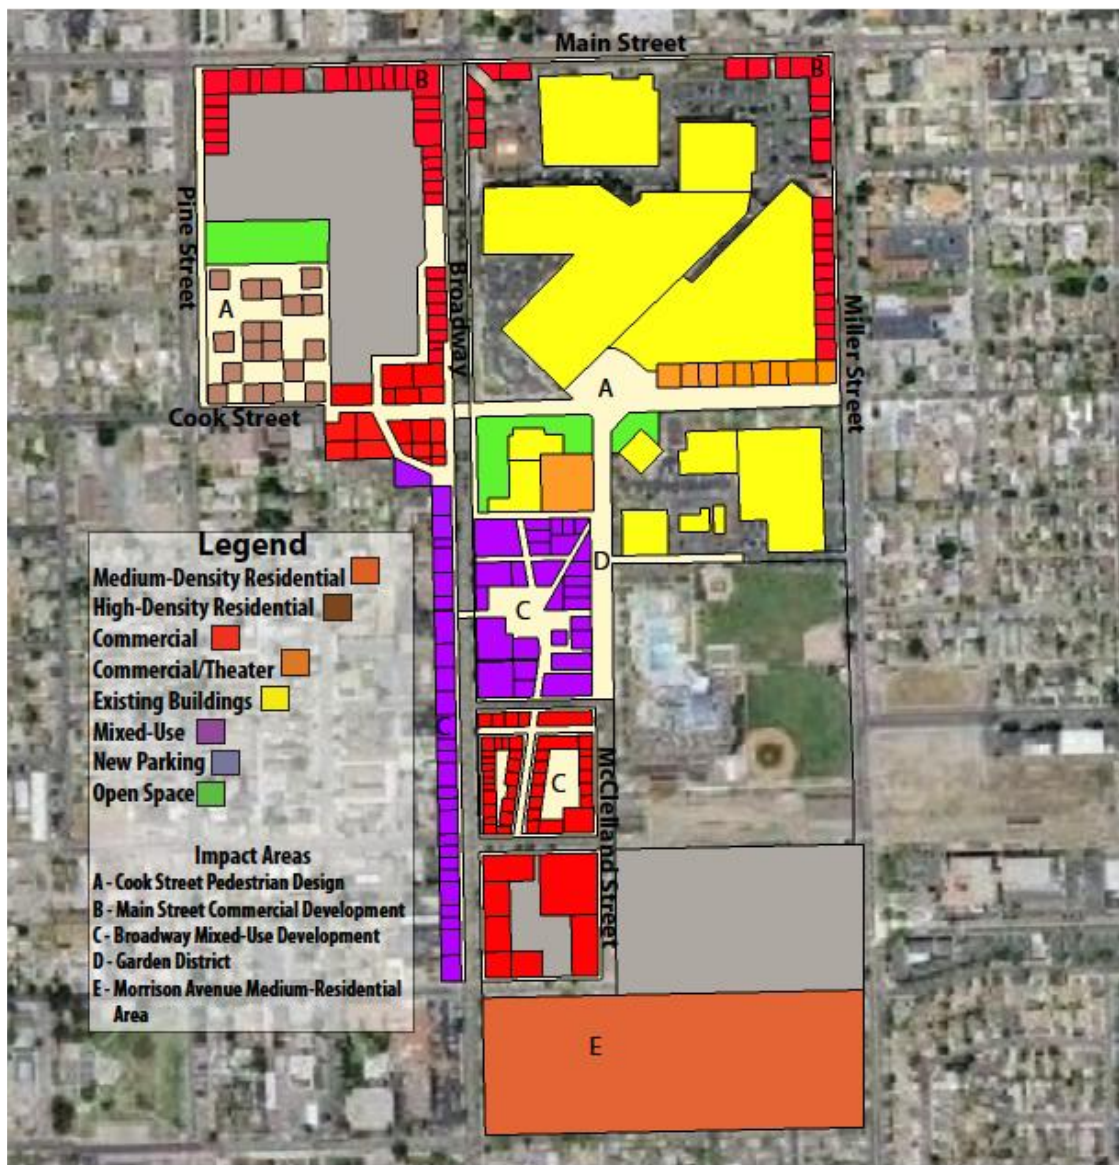 Main Street
B
B
Pine Street
Broadway
A
Miller Street
A
Cook Street
Legend
Medium-Density Residential
High-Density Residential
Commercial
Commercial/Theater
Existing Buildings
Mixed-Use
New Parking
Open Space
Impact Areas
A - Cook Street Pedestrian Design
B - Main Street Commercial Development
C - Broadway Mixed-Use Development
D - Garden District
E - Morrison Avenue Medium-Residential
Area
D
C
C
C
McClelland Street
E